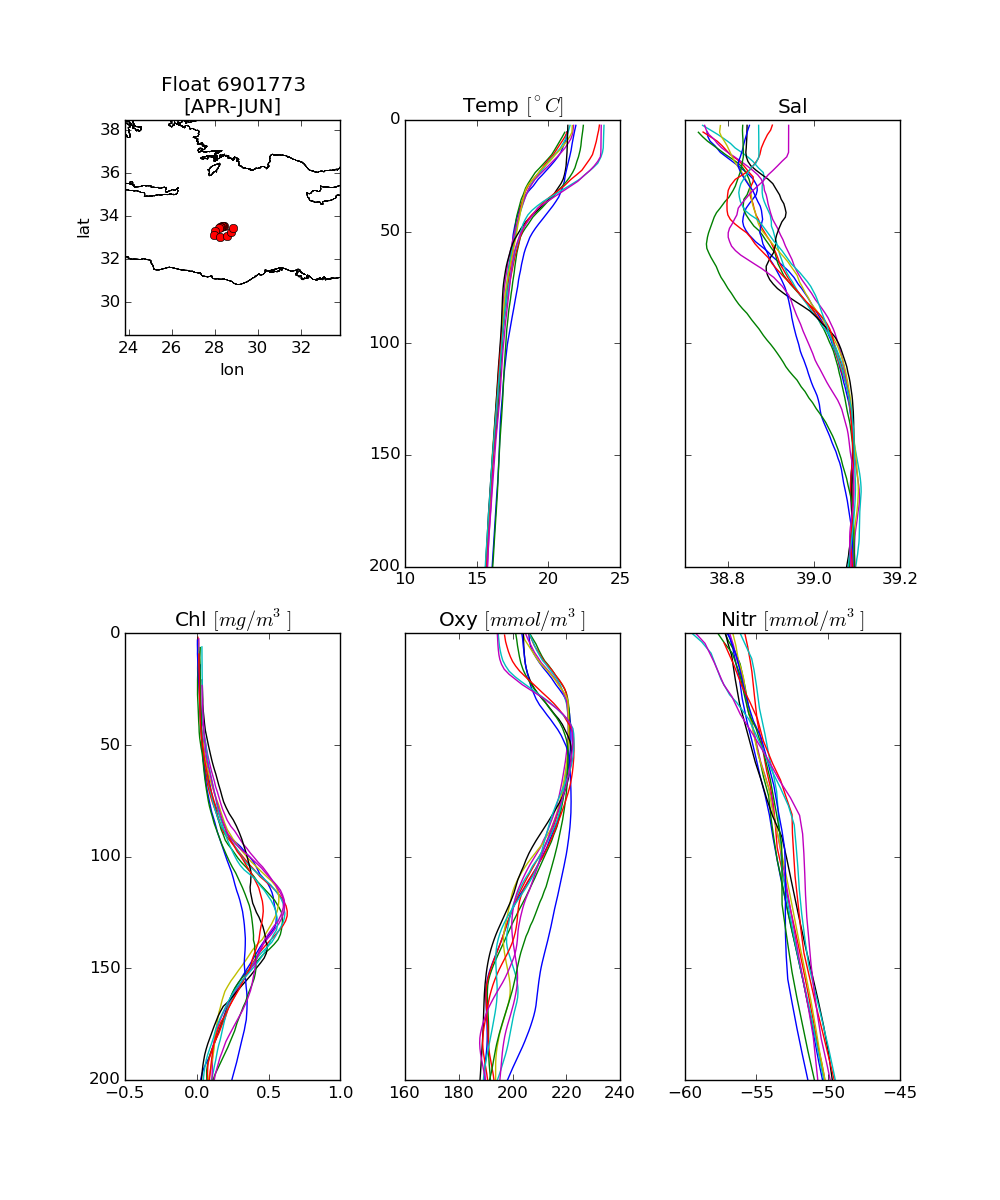 Float 6901773
[APR-JUN]
38
36
34
32
30
lat
24 26 28 30 32
lon
Temp [°C]
0
50
100
150
200
10 15 20 25
Sal
38.8 39.0 39.2
Chl [mg/m³]
0
50
100
150
200
−0.5 0.0 0.5 1.0
Oxy [mmol/m³]
160 180 200 220 240
Nitr [mmol/m³]
−60 −55 −50 −45